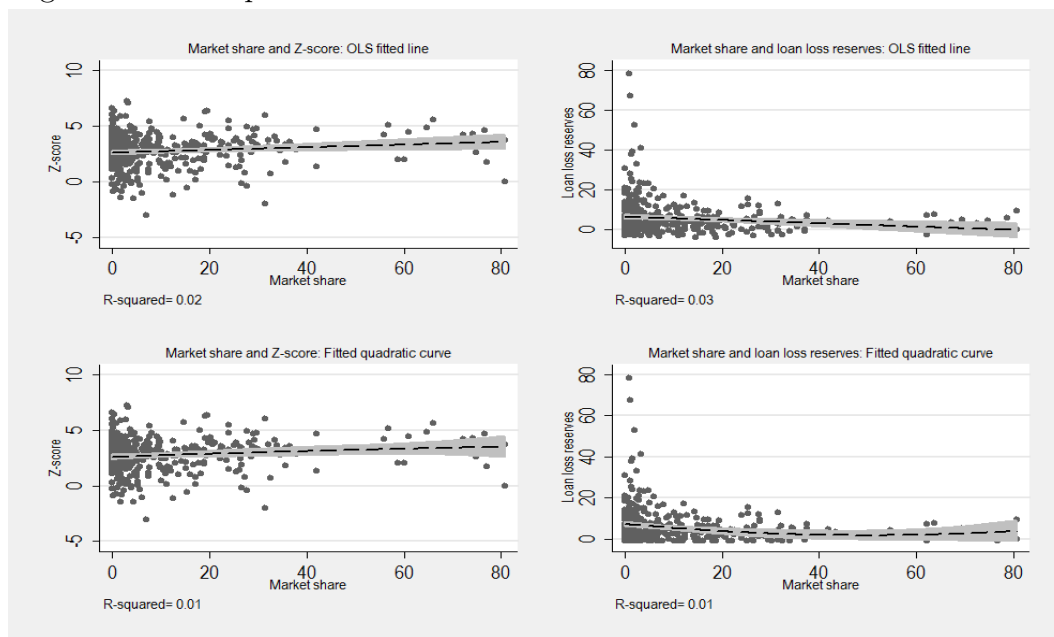 Market share and Z-score: OLS fitted line
Z-score
10
5
0
-5
0 20 40 60 80
Market share
R-squared= 0.02
Market share and loan loss reserves: OLS fitted line
Loan loss reserves
80
60
40
20
0
0 20 40 60 80
Market share
R-squared= 0.03
Market share and Z-score: Fitted quadratic curve
Z-score
10
5
0
-5
0 20 40 60 80
Market share
R-squared= 0.01
Market share and loan loss reserves: Fitted quadratic curve
Loan loss reserves
80
60
40
20
0
0 20 40 60 80
Market share
R-squared= 0.01